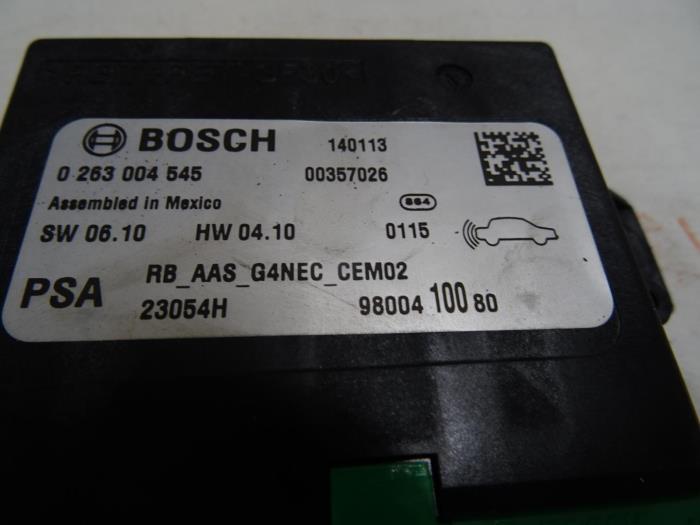 BOSCH 140113
0 263 004 545 00357026
Assembled in Mexico 864
SW 06.10 HW 04.10 0115
PSA RB_AAS_G4NEC_CEM02
23054H 98004 100 80